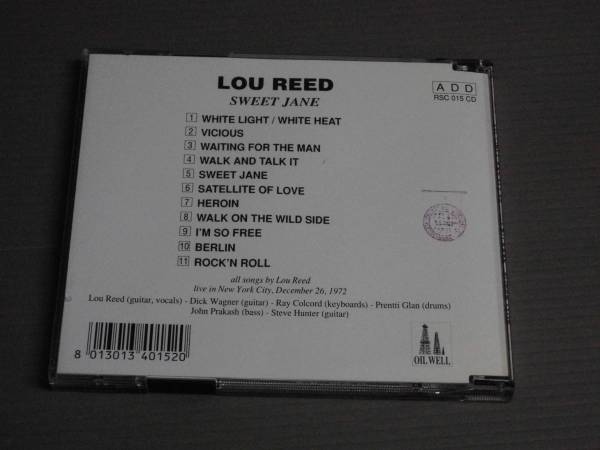 LOU REED
SWEET JANE
A D D
RSC 015 CD
1 WHITE LIGHT / WHITE HEAT
2 VICIOUS
3 WAITING FOR THE MAN
4 WALK AND TALK IT
5 SWEET JANE
6 SATELLITE OF LOVE
7 HEROIN
8 WALK ON THE WILD SIDE
9 I'M SO FREE
10 BERLIN
11 ROCK'N ROLL
all songs by Lou Reed
live in New York City, December 26, 1972
Lou Reed (guitar, vocals) - Dick Wagner (guitar) - Ray Colcord (keyboards) - Prentti Glan (drums)
John Prakash (bass) - Steve Hunter (guitar)
8 013013 401520
OIL WELL